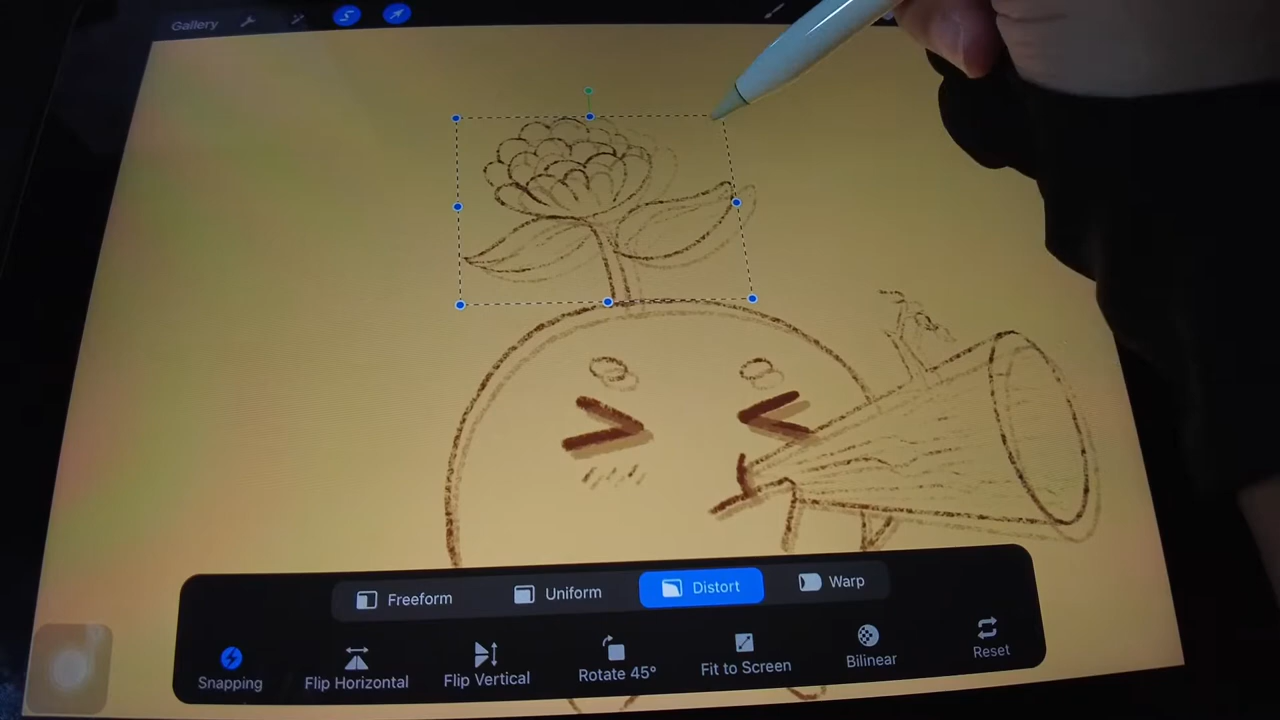 Gallery
Freeform Uniform Distort Warp
Snapping Flip Horizontal Flip Vertical Rotate 45° Fit to Screen Bilinear Reset